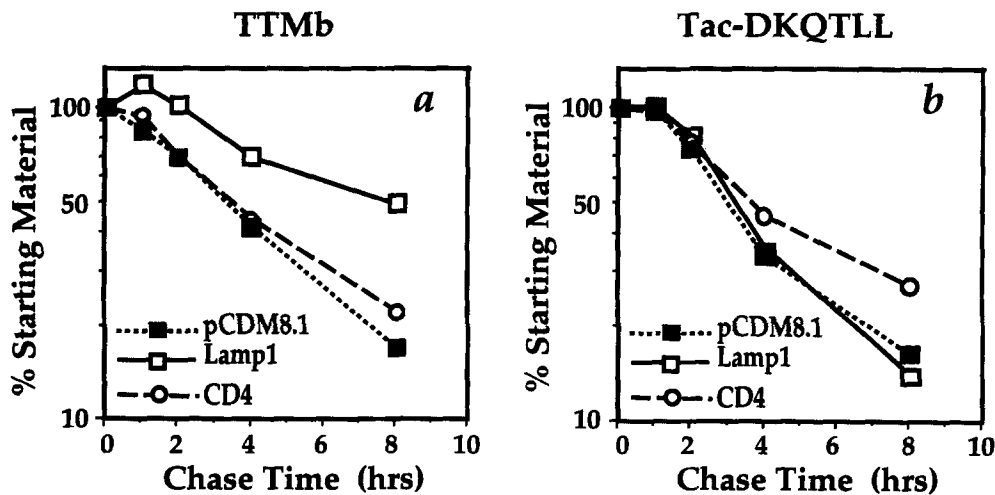 TTMb
a
% Starting Material
100
50
10
pCDM8.1
Lamp1
CD4
0 2 4 6 8 10
Chase Time (hrs)
Tac-DKQTLL
b
% Starting Material
100
50
10
pCDM8.1
Lamp1
CD4
0 2 4 6 8 10
Chase Time (hrs)